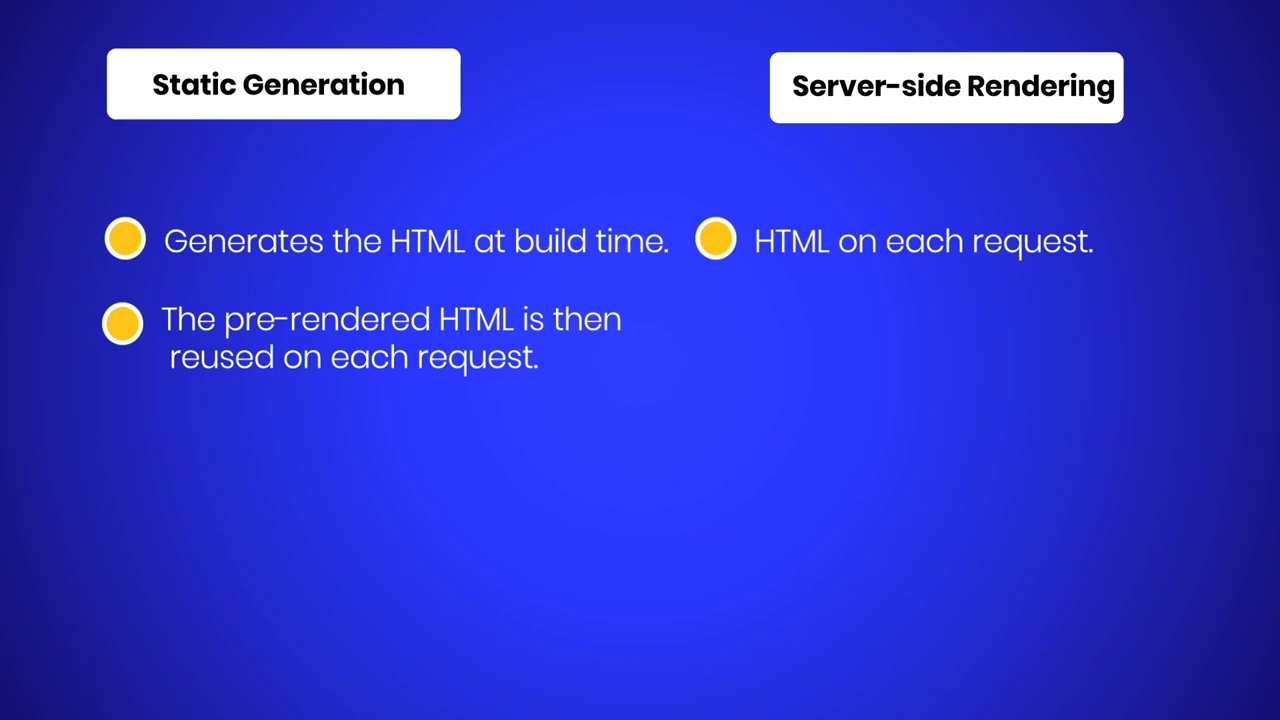 Static Generation
Server-side Rendering
Generates the HTML at build time.
The pre-rendered HTML is then
reused on each request.
HTML on each request.